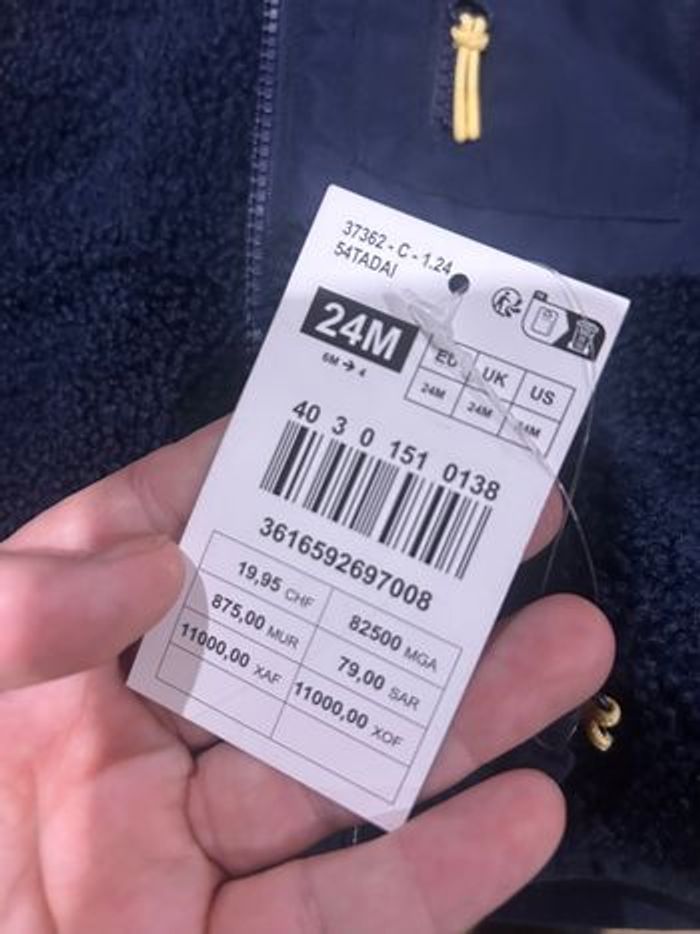 37362 - C - 1.24
54TADAI
24M
6M → 4
EU UK US
24M 24M 24M
40 3 0 151 0138
3616592697008
19,95 CHF 82500 MGA
875,00 MUR 79,00 SAR
11000,00 XAF 11000,00 XOF